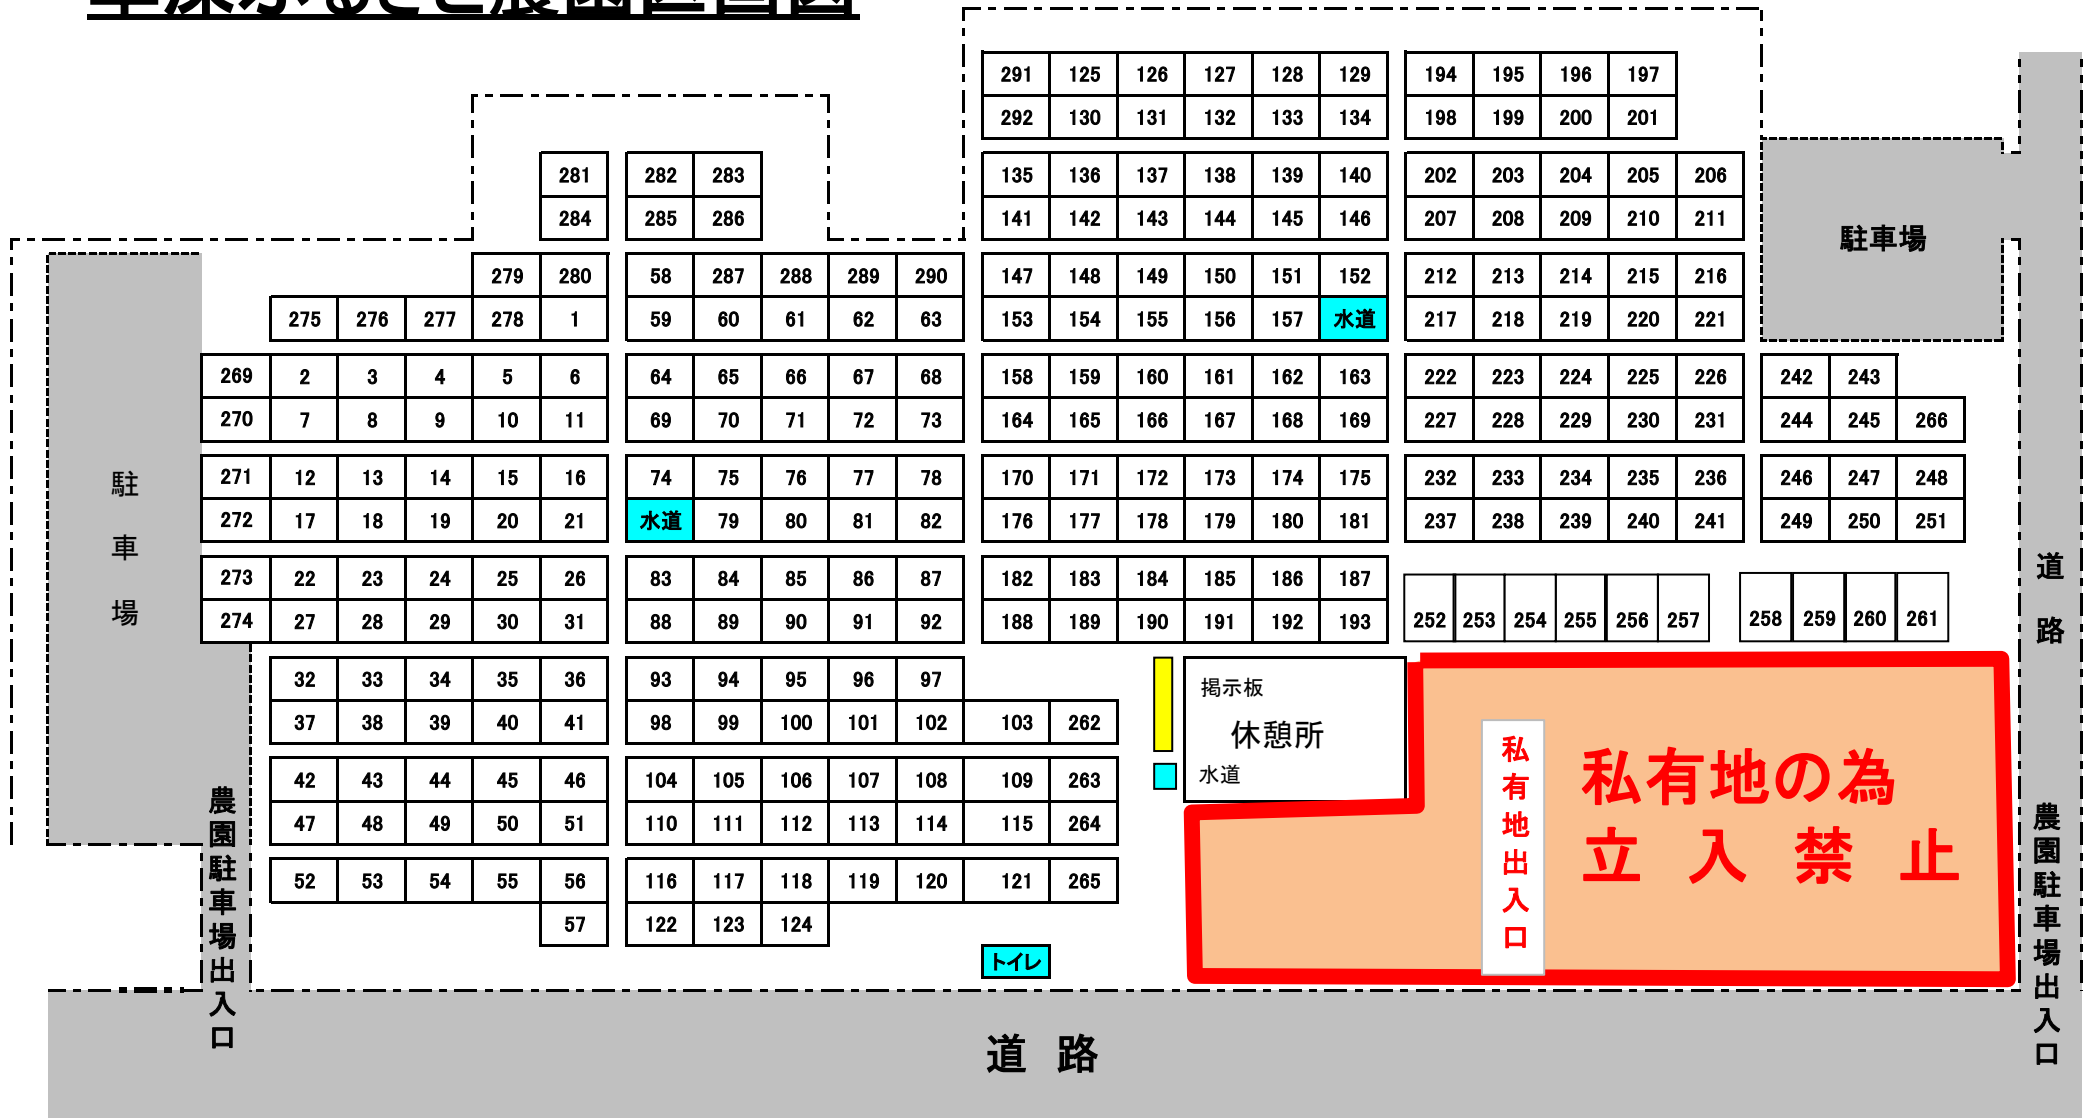 ふるさと農園区画図
291 125 126 127 128 129 194 195 196 197
292 130 131 132 133 134 198 199 200 201
281 282 283 135 136 137 138 139 140 202 203 204 205 206
284 285 286 141 142 143 144 145 146 207 208 209 210 211
駐車場
279 280 58 287 288 289 290 147 148 149 150 151 152 212 213 214 215 216
275 276 277 278 1 59 60 61 62 63 153 154 155 156 157 水道 217 218 219 220 221
269 2 3 4 5 6 64 65 66 67 68 158 159 160 161 162 163 222 223 224 225 226 242 243
270 7 8 9 10 11 69 70 71 72 73 164 165 166 167 168 169 227 228 229 230 231 244 245 266
271 12 13 14 15 16 74 75 76 77 78 170 171 172 173 174 175 232 233 234 235 236 246 247 248
272 17 18 19 20 21 水道 79 80 81 82 176 177 178 179 180 181 237 238 239 240 241 249 250 251
駐車場
273 22 23 24 25 26 83 84 85 86 87 182 183 184 185 186 187
274 27 28 29 30 31 88 89 90 91 92 188 189 190 191 192 193 252 253 254 255 256 257 258 259 260 261
道路
32 33 34 35 36 93 94 95 96 97
37 38 39 40 41 98 99 100 101 102 103 262
掲示板
休憩所
水道
42 43 44 45 46 104 105 106 107 108 109 263
47 48 49 50 51 110 111 112 113 114 115 264
52 53 54 55 56 116 117 118 119 120 121 265
57 122 123 124
トイレ
私有地出入口
私有地の為
立入禁止
農園駐車場出入口
農園駐車場出入口
道路